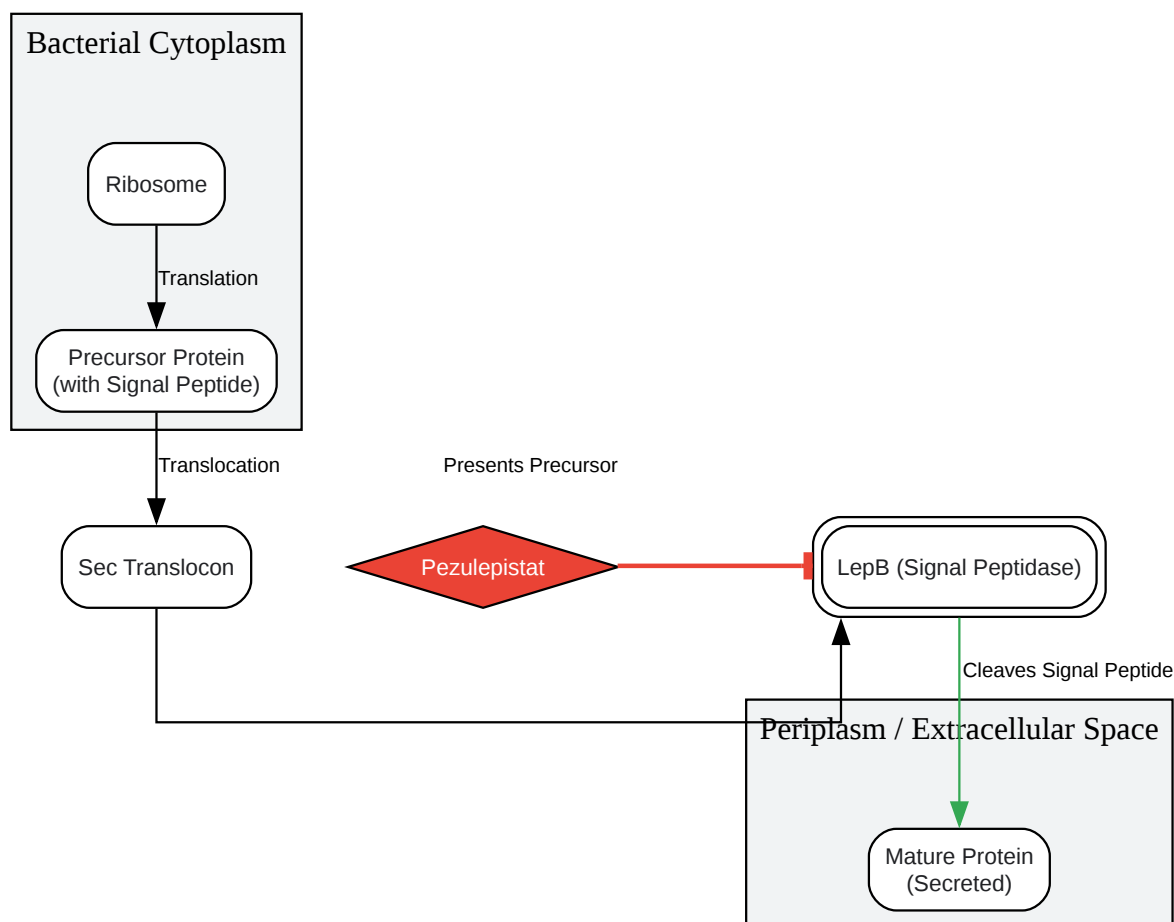 Bacterial Cytoplasm
Ribosome
Translation
Precursor Protein
(with Signal Peptide)
Translocation
Presents Precursor
Sec Translocon
Pezulepistat
LepB (Signal Peptidase)
Cleaves Signal Peptide
Periplasm / Extracellular Space
Mature Protein
(Secreted)